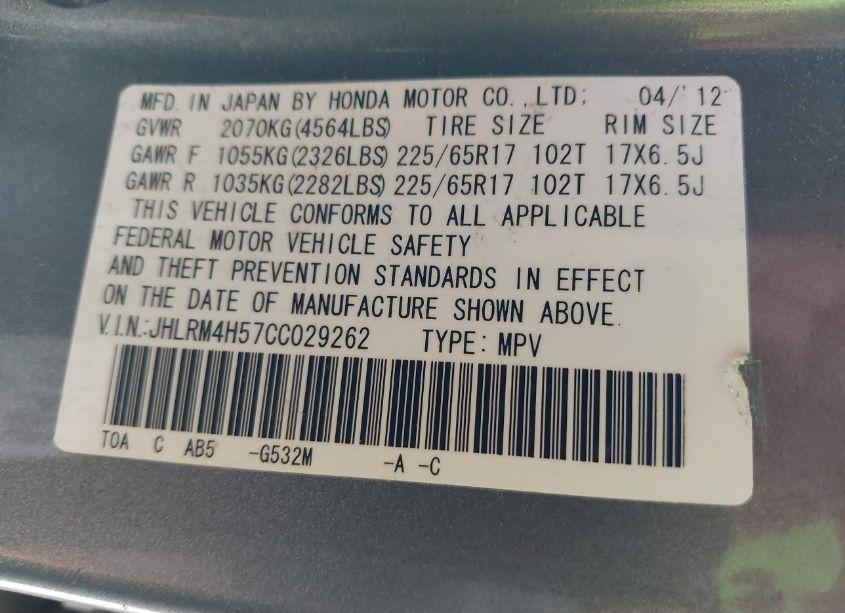 MFD. IN JAPAN BY HONDA MOTOR CO.,LTD; 04/'12
GVWR 2070KG(4564LBS) TIRE SIZE RIM SIZE
GAWR F 1055KG(2326LBS) 225/65R17 102T 17X6.5J
GAWR R 1035KG(2282LBS) 225/65R17 102T 17X6.5J
THIS VEHICLE CONFORMS TO ALL APPLICABLE
FEDERAL MOTOR VEHICLE SAFETY
AND THEFT PREVENTION STANDARDS IN EFFECT
ON THE DATE OF MANUFACTURE SHOWN ABOVE.
V.I.N.:JHLRM4H57CC029262 TYPE: MPV
TOA C AB5 -G532M -A -C